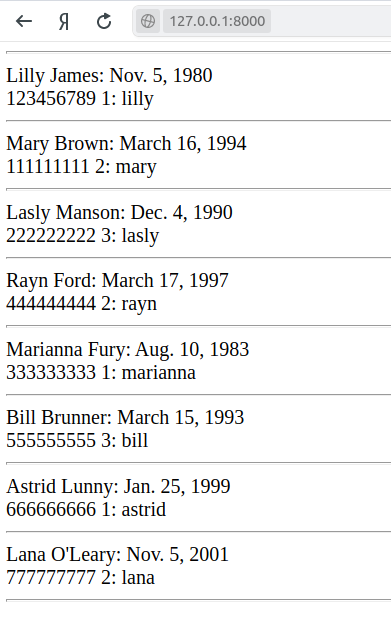 Я 127.0.0.1:8000
Lilly James: Nov. 5, 1980
123456789 1: lilly
Mary Brown: March 16, 1994
111111111 2: mary
Lasly Manson: Dec. 4, 1990
222222222 3: lasly
Rayn Ford: March 17, 1997
444444444 2: rayn
Marianna Fury: Aug. 10, 1983
333333333 1: marianna
Bill Brunner: March 15, 1993
555555555 3: bill
Astrid Lunny: Jan. 25, 1999
666666666 1: astrid
Lana O'Leary: Nov. 5, 2001
777777777 2: lana